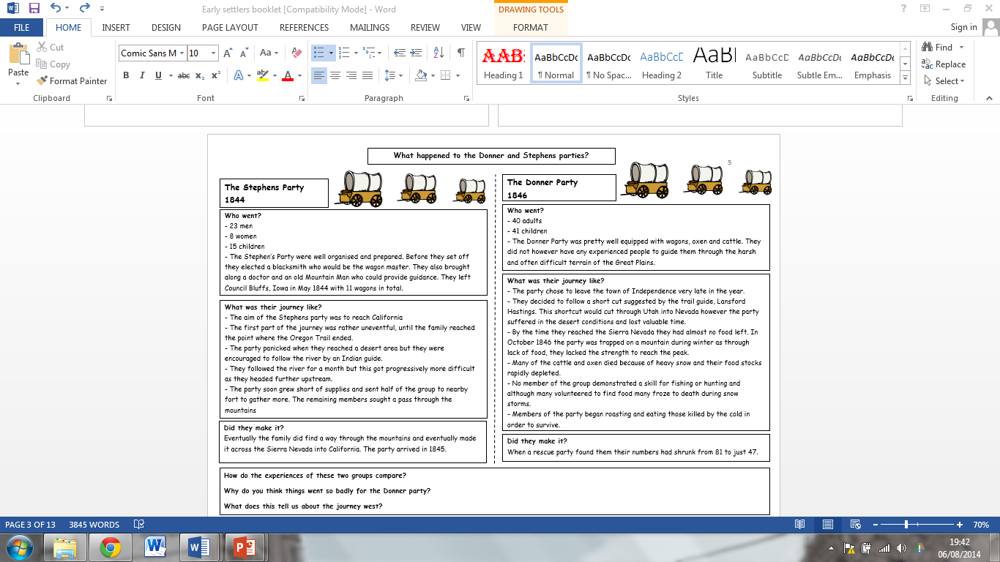 Early settlers booklet [Compatibility Mode] - Word
DRAWING TOOLS
FILE
HOME
INSERT
DESIGN
PAGE LAYOUT
REFERENCES
MAILINGS
REVIEW
VIEW
FORMAT
Sign in
Paste
Cut
Copy
Format Painter
Clipboard
Comic Sans M
10
Font
Paragraph
AABI
Heading 1
AaBbCcDc
¶ Normal
AaBbCcDc
¶ No Spac...
AaBbCcD
Heading 2
AaBl
Title
AaBbCcD
Subtitle
AaBbCcDc
Subtle Em...
AaBbCcDc
Emphasis
Styles
Find
Replace
Select
Editing
What happened to the Donner and Stephens parties?
5
The Stephens Party
1844
Who went?
- 23 men
- 8 women
- 15 children
- The Stephen's Party were well organised and prepared. Before they set off
they elected a blacksmith who would be the wagon master. They also brought
along a doctor and an old Mountain Man who could provide guidance. They left
Council Bluffs, Iowa in May 1844 with 11 wagons in total.
What was their journey like?
- The aim of the Stephens party was to reach California
- The first part of the journey was rather uneventful, until the family reached
the point where the Oregon Trail ended.
- The party panicked when they reached a desert area but they were
encouraged to follow the river by an Indian guide.
- They followed the river for a month but this got progressively more difficult
as they headed further upstream.
- The party soon grew short of supplies and sent half of the group to nearby
fort to gather more. The remaining members sought a pass through the
mountains
Did they make it?
Eventually the family did find a way through the mountains and eventually made
it across the Sierra Nevada into California. The party arrived in 1845.
The Donner Party
1846
Who went?
- 40 adults
- 41 children
- The Donner Party was pretty well equipped with wagons, oxen and cattle. They
did not however have any experienced people to guide them through the harsh
and often difficult terrain of the Great Plains.
What was their journey like?
- The party chose to leave the town of Independence very late in the year.
- They decided to follow a short cut suggested by the trail guide, Lansford
Hastings. This shortcut would cut through Utah into Nevada however the party
suffered in the desert conditions and lost valuable time.
- By the time they reached the Sierra Nevada they had almost no food left. In
October 1846 the party was trapped on a mountain during winter as through
lack of food, they lacked the strength to reach the peak.
- Many of the cattle and oxen died because of heavy snow and their food stocks
rapidly depleted.
- No member of the group demonstrated a skill for fishing or hunting and
although many volunteered to find food many froze to death during snow
storms.
- Members of the party began roasting and eating those killed by the cold in
order to survive.
Did they make it?
When a rescue party found them their numbers had shrunk from 81 to just 47.
How do the experiences of these two groups compare?
Why do you think things went so badly for the Donner party?
What does this tell us about the journey west?
PAGE 3 OF 13
3845 WORDS
70%
19:42
06/08/2014